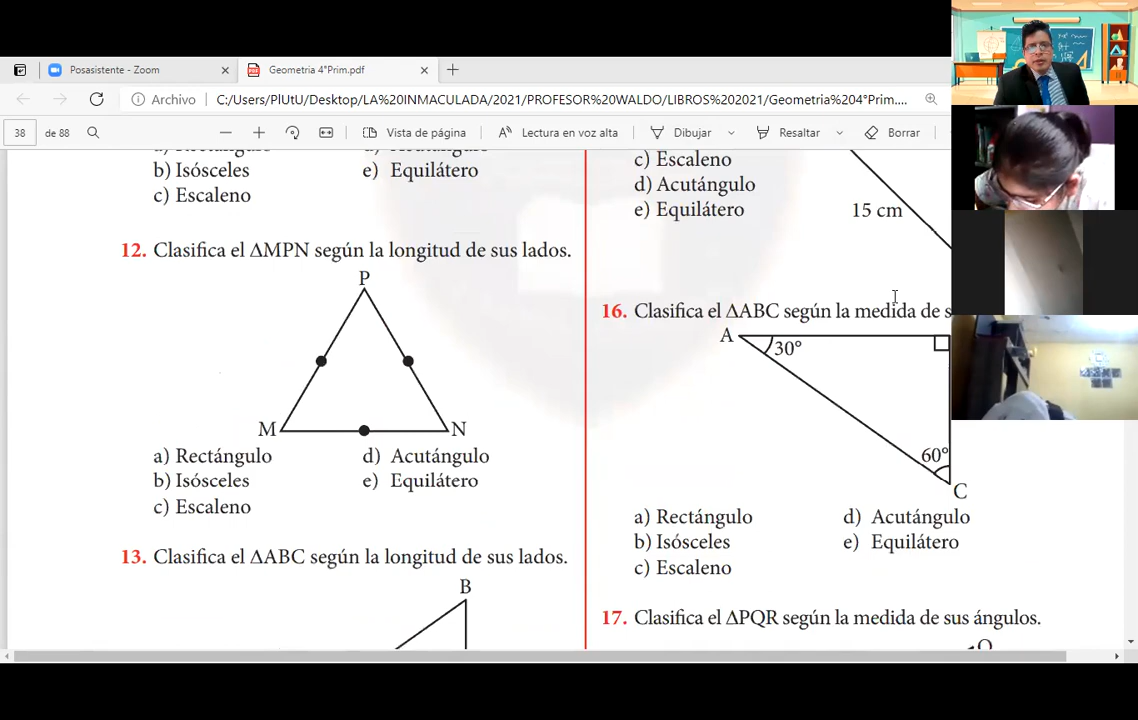 Posasistente - Zoom
Geometria 4°Prim.pdf
Archivo
C:/Users/PlUtU/Desktop/LA%20INMACULADA/2021/PROFESOR%20WALDO/LIBROS%202021/Geometria%204°Prim....
38 de 88
Vista de página
Lectura en voz alta
Dibujar
Resaltar
Borrar
b) Isósceles
e) Equilátero
c) Escaleno
12. Clasifica el ΔMPN según la longitud de sus lados.
P
M
N
a) Rectángulo
d) Acutángulo
b) Isósceles
e) Equilátero
c) Escaleno
13. Clasifica el ΔABC según la longitud de sus lados.
B
c) Escaleno
d) Acutángulo
e) Equilátero
15 cm
16. Clasifica el ΔABC según la medida de s
A
30°
60°
C
a) Rectángulo
d) Acutángulo
b) Isósceles
e) Equilátero
c) Escaleno
17. Clasifica el ΔPQR según la medida de sus ángulos.